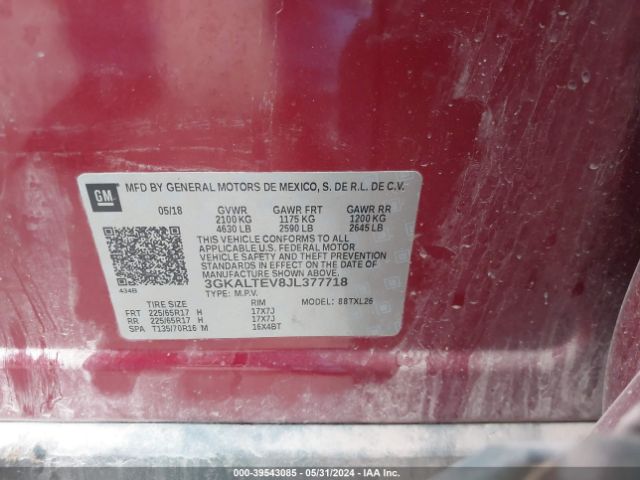 GM
MFD BY GENERAL MOTORS DE MEXICO, S. DE R.L. DE C.V.
05/18 GVWR GAWR FRT GAWR RR
2100 KG 1175 KG 1200 KG
4630 LB 2590 LB 2645 LB
THIS VEHICLE CONFORMS TO ALL
APPLICABLE U.S. FEDERAL MOTOR
VEHICLE SAFETY AND THEFT PREVENTION
STANDARDS IN EFFECT ON THE DATE
OF MANUFACTURE SHOWN ABOVE.
434B
3GKALTEV8JL377718
TYPE: M.P.V. MODEL: 88TXL26
TIRE SIZE RIM
FRT 225/65R17 H 17X7J
RR 225/65R17 H 17X7J
SPA T135/70R16 M 16X4BT
000-39543085 - 05/31/2024 - IAA Inc.